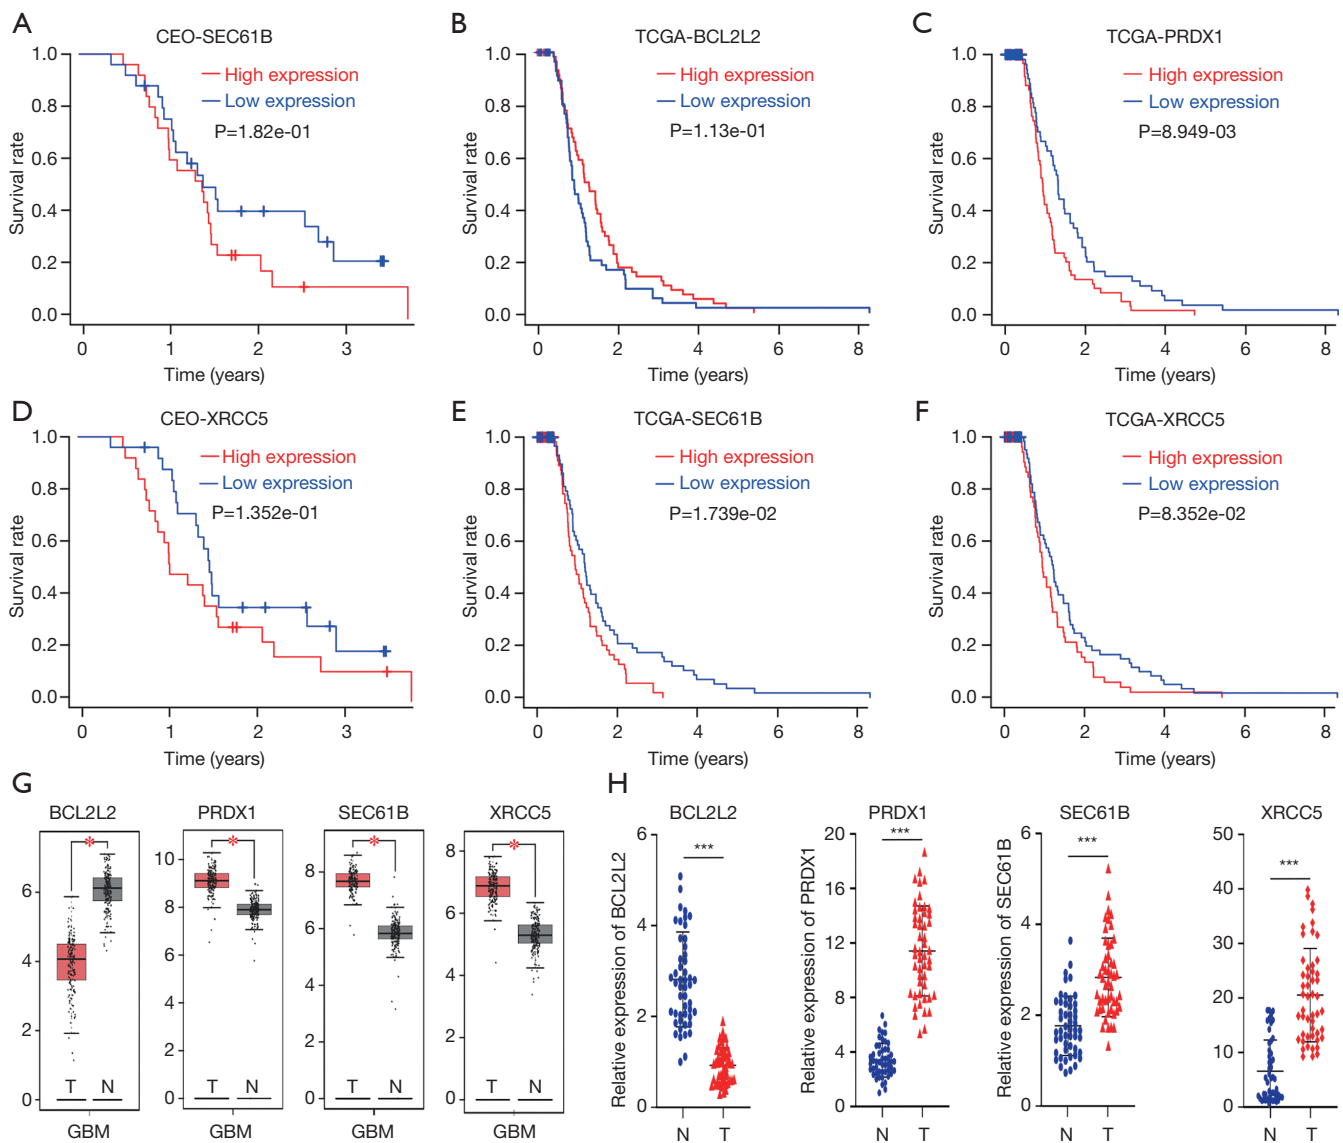 A
CEO-SEC61B
1.0
0.8
0.6
0.4
0.2
0.0
Survival rate
High expression
Low expression
P=1.82e-01
0
1
2
3
Time (years)
B
TCGA-BCL2L2
1.0
0.8
0.6
0.4
0.2
0.0
Survival rate
High expression
Low expression
P=1.13e-01
0
2
4
6
8
Time (years)
C
TCGA-PRDX1
1.0
0.8
0.6
0.4
0.2
0.0
Survival rate
High expression
Low expression
P=8.949-03
0
2
4
6
8
Time (years)
D
CEO-XRCC5
1.0
0.8
0.6
0.4
0.2
0.0
Survival rate
High expression
Low expression
P=1.352e-01
0
1
2
3
Time (years)
E
TCGA-SEC61B
1.0
0.8
0.6
0.4
0.2
0.0
Survival rate
High expression
Low expression
P=1.739e-02
0
2
4
6
8
Time (years)
F
TCGA-XRCC5
1.0
0.8
0.6
0.4
0.2
0.0
Survival rate
High expression
Low expression
P=8.352e-02
0
2
4
6
8
Time (years)
G
BCL2L2
*
6
4
2
0
T
N
GBM
PRDX1
*
10
8
6
4
2
0
T
N
GBM
SEC61B
*
8
6
4
2
0
T
N
GBM
XRCC5
*
8
6
4
2
0
T
N
GBM
H
BCL2L2
***
6
4
2
0
Relative expression of BCL2L2
N
T
PRDX1
***
20
16
12
8
4
0
Relative expression of PRDX1
N
T
SEC61B
***
6
4
2
0
Relative expression of SEC61B
N
T
XRCC5
***
50
40
30
20
10
0
N
T